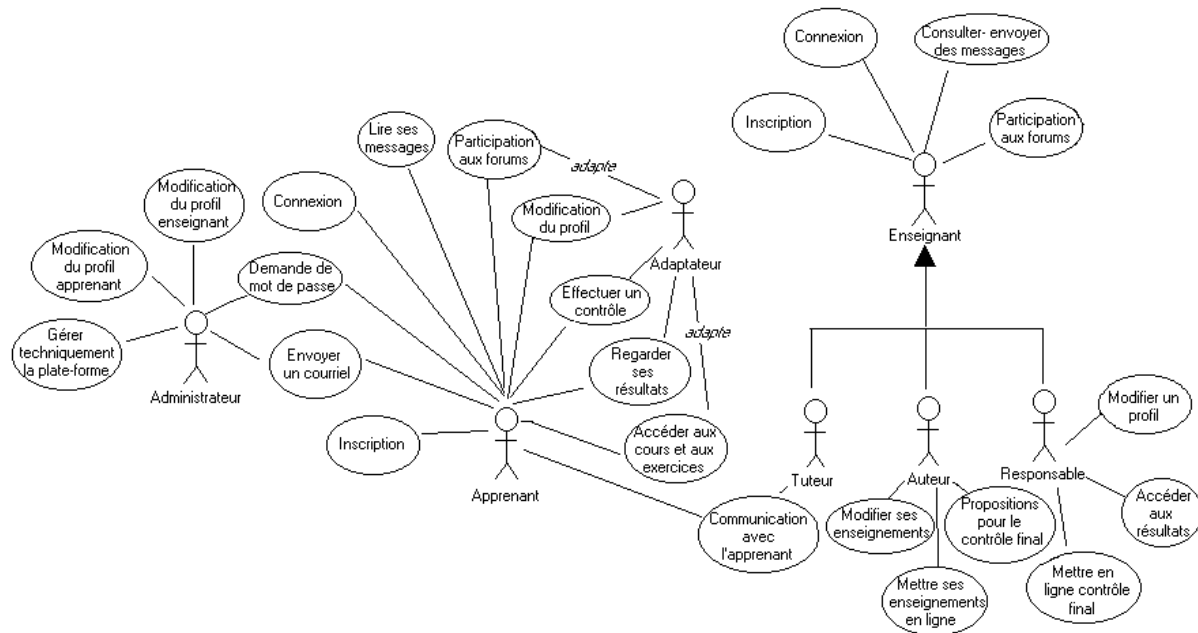 Connexion
Consulter- envoyer
des messages
Inscription
Participation
aux forums
Enseignant
Lire ses
messages
Participation
aux forums
adapte
Modification
du profil
enseignant
Connexion
Modification
du profil
Adaptateur
Modification
du profil
apprenant
Demande de
mot de passe
Effectuer un
contrôle
adapte
Gérer
techniquement
la plate-forme
Administrateur
Envoyer
un courriel
Regarder
ses
résultats
Inscription
Apprenant
Accéder aux
cours et aux
exercices
Modifier un
profil
Tuteur
Auteur
Responsable
Communication
avec
l'apprenant
Modifier ses
enseignements
Propositions
pour le
contrôle final
Accéder
aux
résultats
Mettre ses
enseignements
en ligne
Mettre en
ligne contrôle
final